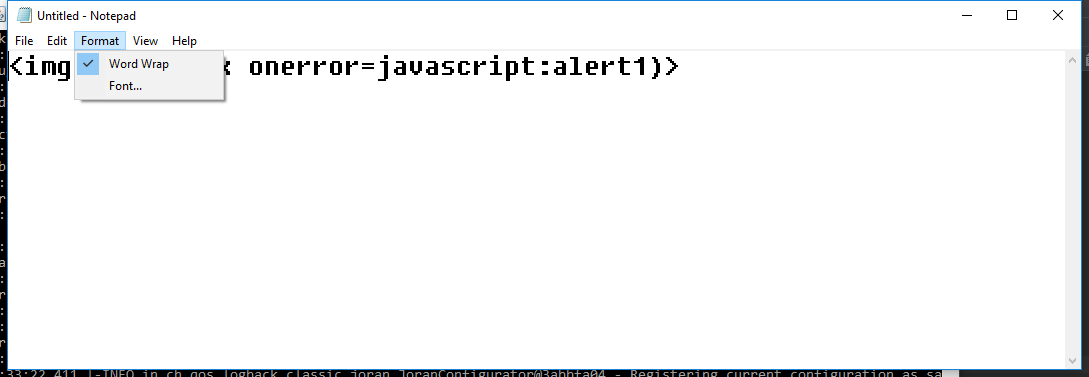 Untitled - Notepad
File Edit Format View Help
Word Wrap
Font...
<img onerror=javascript:alert1)>
:33:22,411 |-INFO in ch.qos.logback.classic.joran.JoranConfigurator@3abbfa04 - Registering current configuration as sa